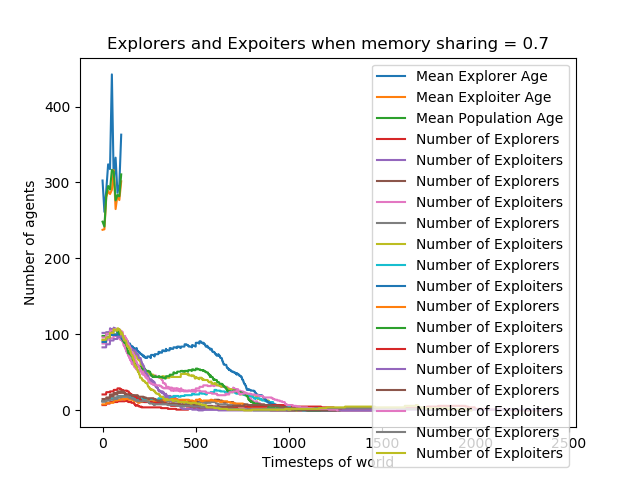 Explorers and Expoiters when memory sharing = 0.7
Number of agents
400
300
200
100
0
Mean Explorer Age
Mean Exploiter Age
Mean Population Age
Number of Explorers
Number of Exploiters
Number of Explorers
Number of Exploiters
Number of Explorers
Number of Exploiters
Number of Explorers
Number of Exploiters
Number of Explorers
Number of Exploiters
Number of Explorers
Number of Exploiters
Number of Explorers
Number of Exploiters
Number of Explorers
Number of Exploiters
0 500 1000 1500 2000 2500
Timesteps of world